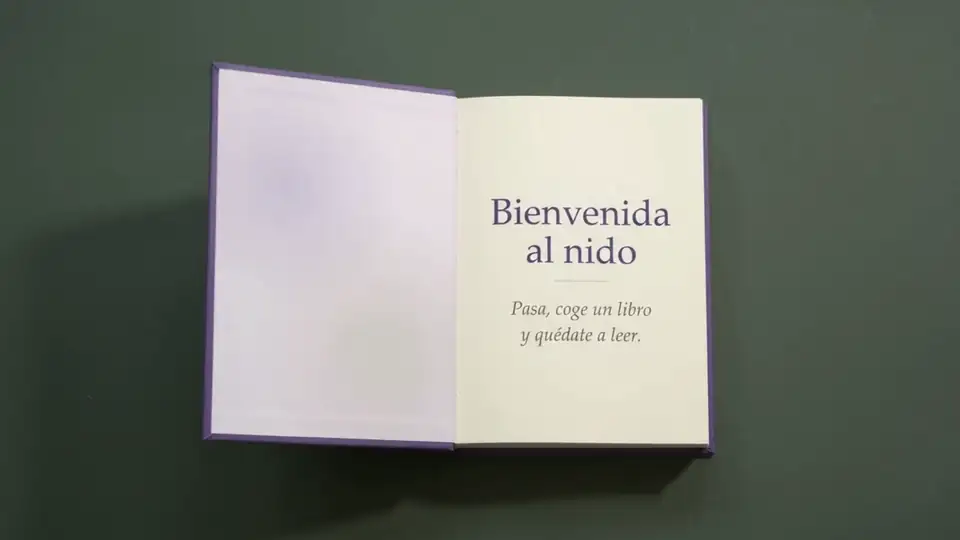 Bienvenida
al nido
Pasa, coge un libro
y quédate a leer.